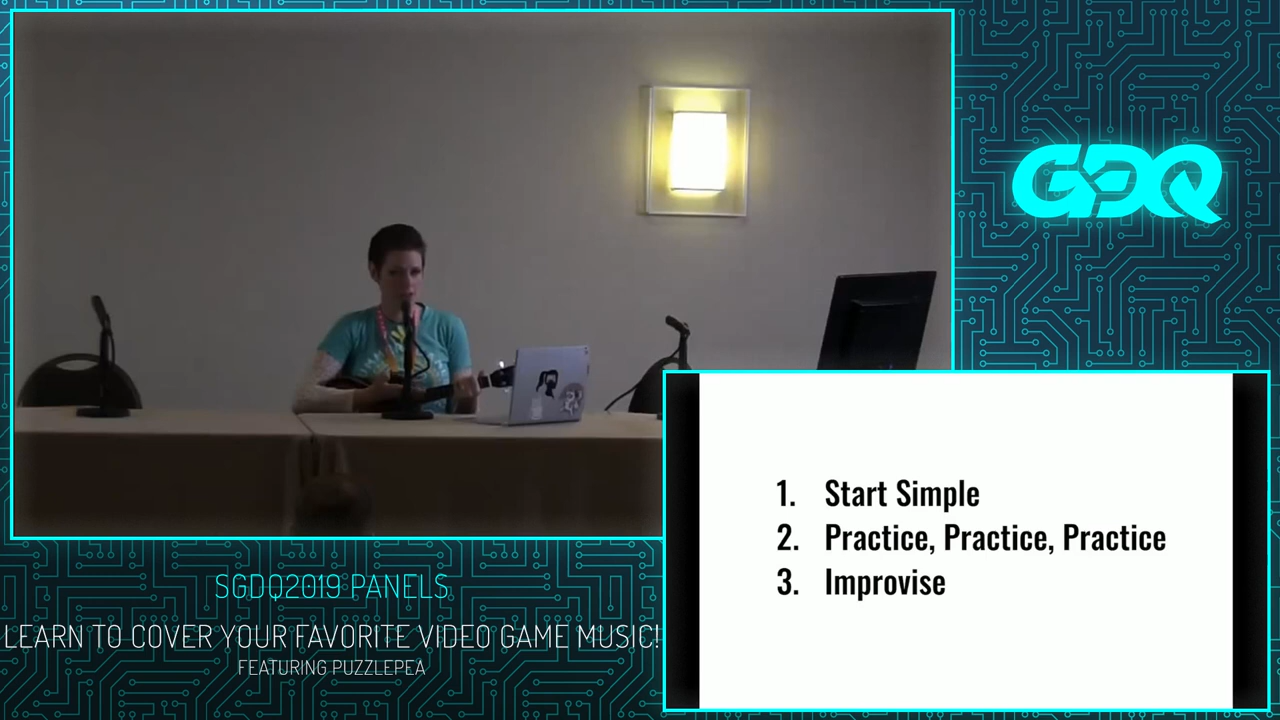 GDQ
1. Start Simple
2. Practice, Practice, Practice
3. Improvise
SGDQ2019 PANELS
LEARN TO COVER YOUR FAVORITE VIDEO GAME MUSIC!
FEATURING PUZZLEPEA